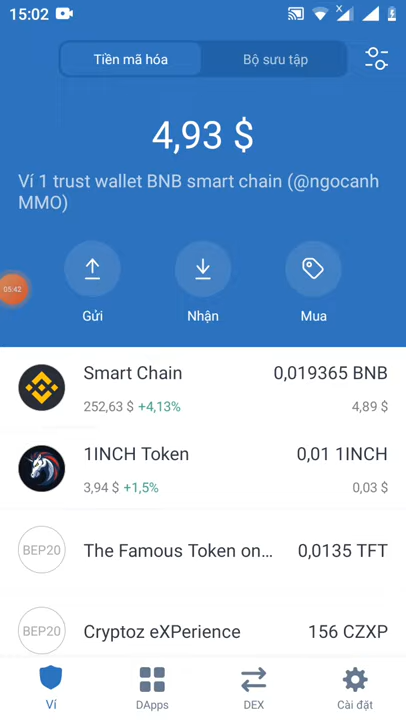 15:02
Tiền mã hóa
Bộ sưu tập
4,93 $
Ví 1 trust wallet BNB smart chain (@ngocanh
MMO)
05:42
Gửi
Nhận
Mua
Smart Chain
0,019365 BNB
252,63 $ +4,13%
4,89 $
1INCH Token
0,01 1INCH
3,94 $ +1,5%
0,03 $
BEP20
The Famous Token on...
0,0135 TFT
BEP20
Cryptoz eXPerience
156 CZXP
Ví
DApps
DEX
Cài đặt